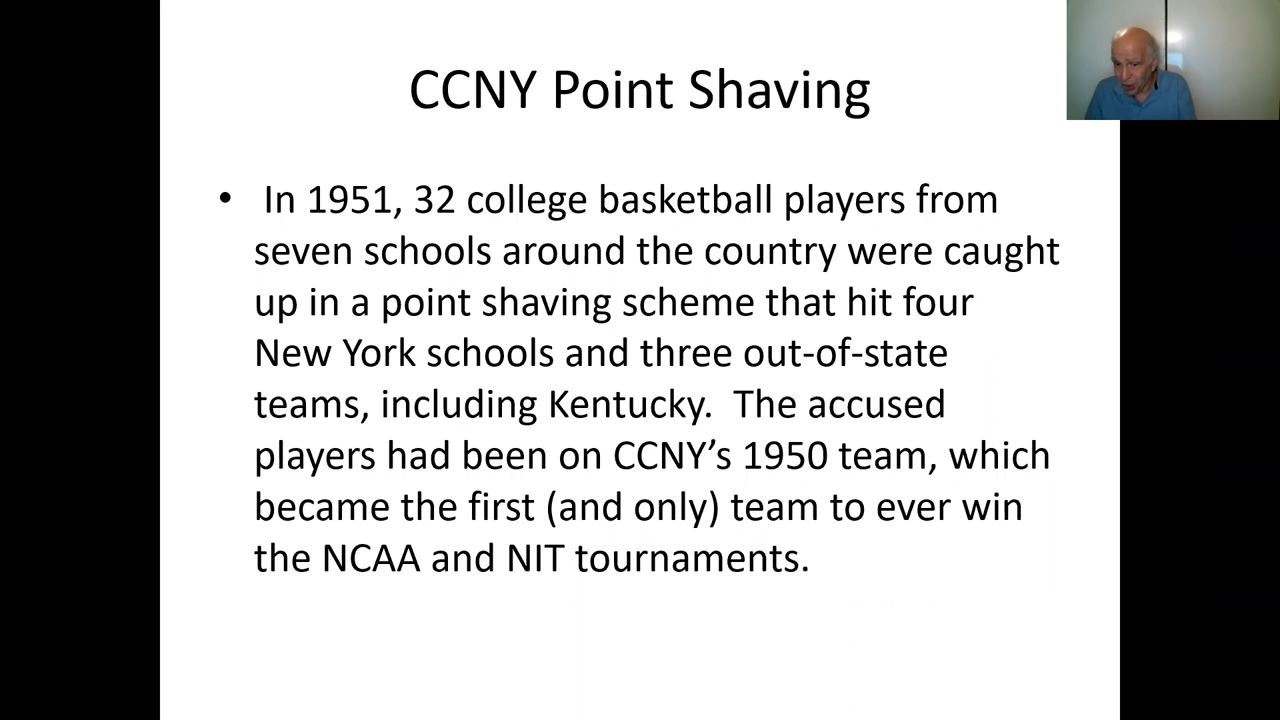 CCNY Point Shaving
• In 1951, 32 college basketball players from
seven schools around the country were caught
up in a point shaving scheme that hit four
New York schools and three out-of-state
teams, including Kentucky.  The accused
players had been on CCNY’s 1950 team, which
became the first (and only) team to ever win
the NCAA and NIT tournaments.